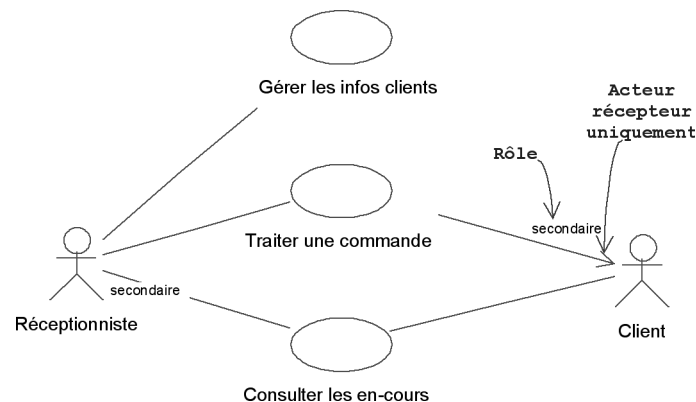 Gérer les infos clients
Acteur
récepteur
uniquement
Rôle
secondaire
Traiter une commande
secondaire
Réceptionniste
Client
Consulter les en-cours